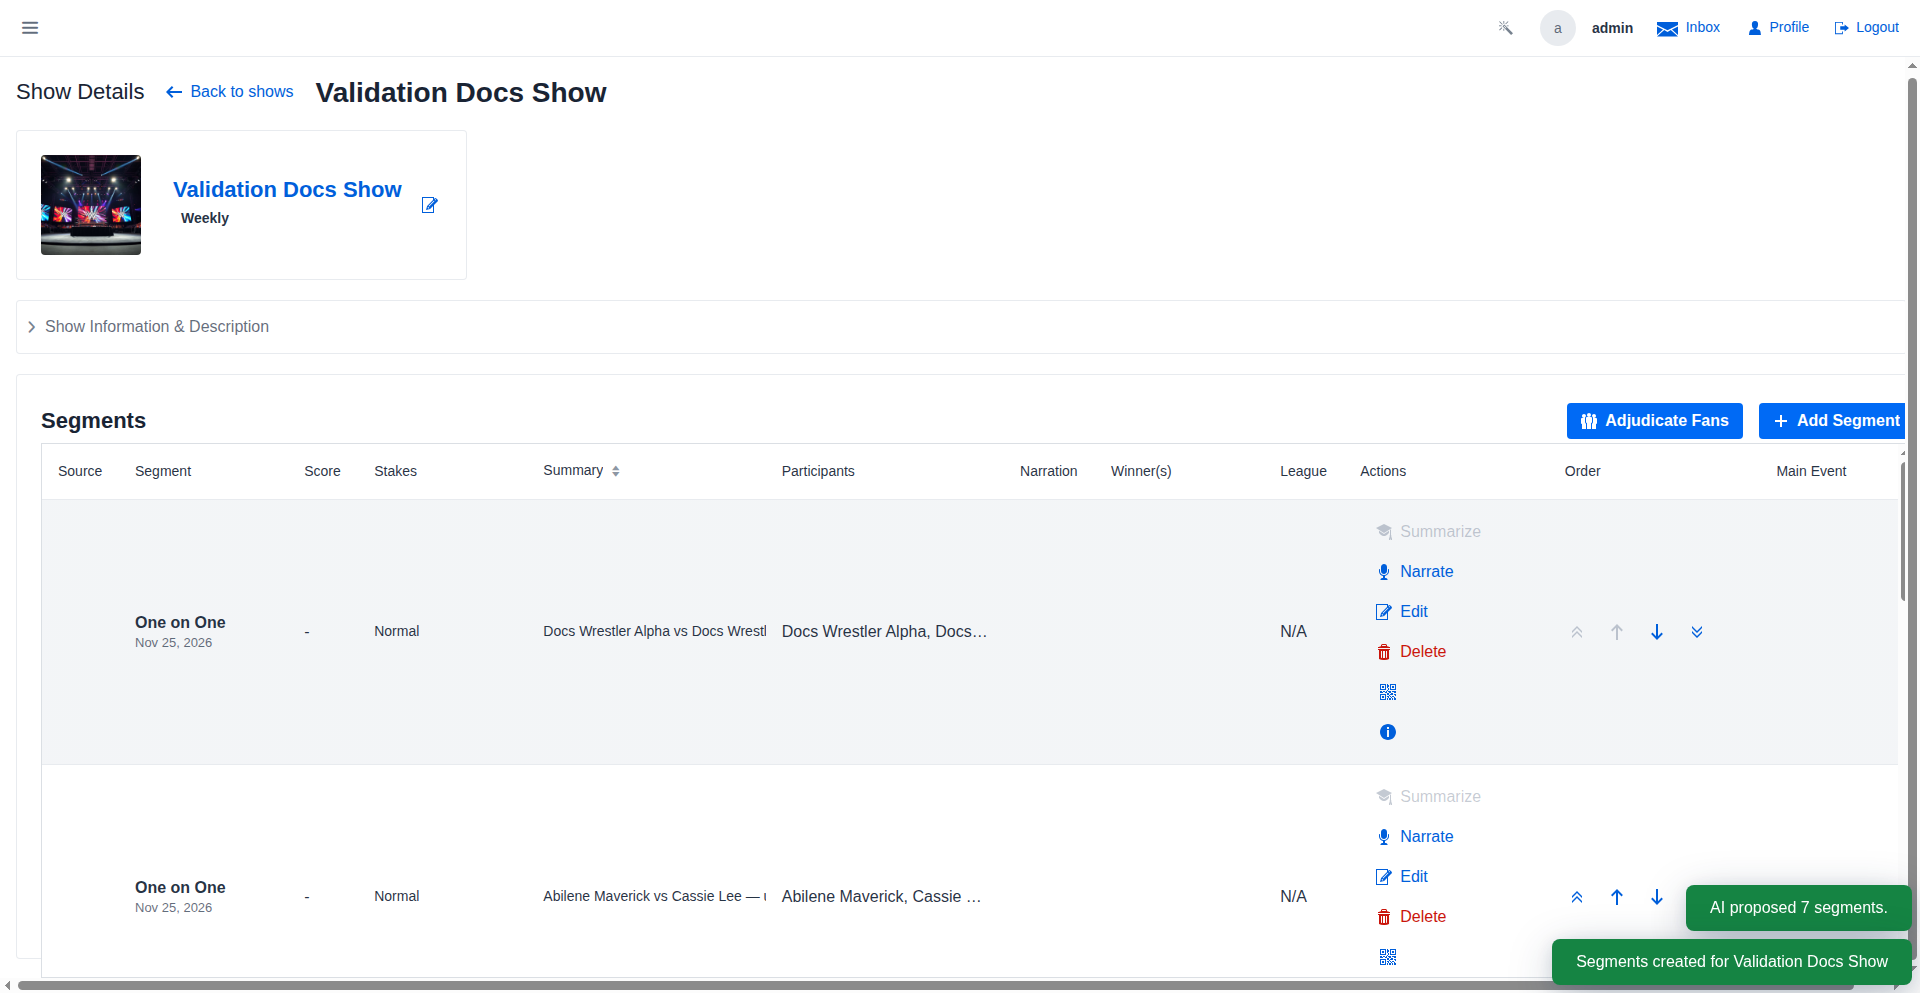 a admin Inbox Profile Logout
Show Details Back to shows Validation Docs Show
Validation Docs Show
Weekly
Show Information & Description
Segments
Adjudicate Fans
Add Segment
Source Segment Score Stakes Summary Participants Narration Winner(s) League Actions Order Main Event
Summarize
Narrate
Edit
Delete
One on One
Nov 25, 2026
-
Normal
Docs Wrestler Alpha vs Docs Wrestl
Docs Wrestler Alpha, Docs…
N/A
Summarize
Narrate
Edit
Delete
One on One
Nov 25, 2026
-
Normal
Abilene Maverick vs Cassie Lee —
Abilene Maverick, Cassie …
N/A
AI proposed 7 segments.
Segments created for Validation Docs Show